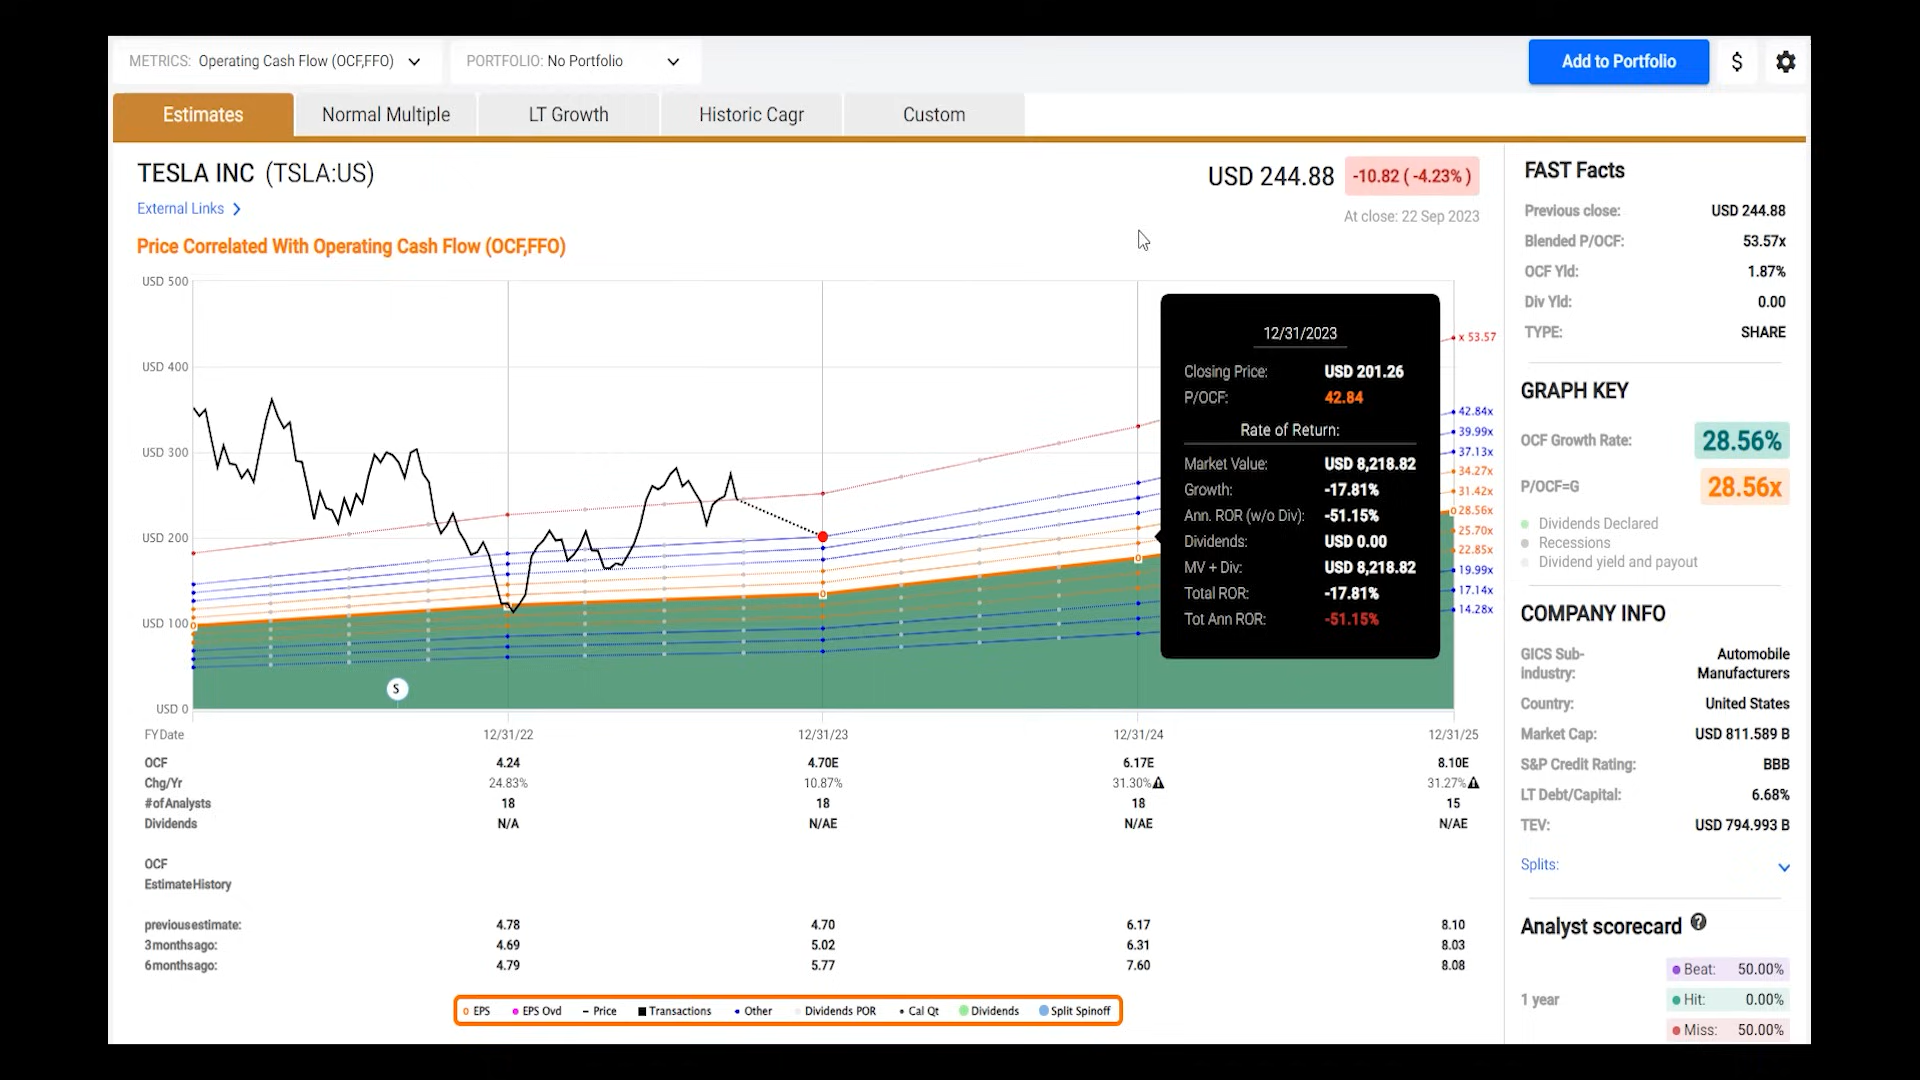 METRICS: Operating Cash Flow (OCF,FFO) PORTFOLIO: No Portfolio Add to Portfolio $
Estimates Normal Multiple LT Growth Historic Cagr Custom
TESLA INC (TSLA:US)
USD 244.88 -10.82 ( -4.23% )
External Links
At close: 22 Sep 2023
Price Correlated With Operating Cash Flow (OCF,FFO)
USD 500
USD 400
USD 300
USD 200
USD 100
USD 0
S
12/31/2023
Closing Price: USD 201.26
P/OCF: 42.84
Rate of Return:
Market Value: USD 8,218.82
Growth: -17.81%
Ann. ROR (w/o Div): -51.15%
Dividends: USD 0.00
MV + Div: USD 8,218.82
Total ROR: -17.81%
Tot Ann ROR: -51.15%
x 53.57
42.84x
39.99x
37.13x
34.27x
31.42x
28.56x
25.70x
22.85x
19.99x
17.14x
14.28x
FYDate 12/31/22 12/31/23 12/31/24 12/31/25
OCF 4.24 4.70E 6.17E 8.10E
Chg/Yr 24.83% 10.87% 31.30% 31.27%
#ofAnalysts 18 18 18 15
Dividends N/A N/AE N/AE N/AE
OCF
EstimateHistory
previousestimate: 4.78 4.70 6.17 8.10
3monthsago: 4.69 5.02 6.31 8.03
6monthsago: 4.79 5.77 7.60 8.08
EPS EPS Ovd Price Transactions Other Dividends POR Cal Qt Dividends Split Spinoff
FAST Facts
Previous close: USD 244.88
Blended P/OCF: 53.57x
OCF Yld: 1.87%
Div Yld: 0.00
TYPE: SHARE
GRAPH KEY
OCF Growth Rate: 28.56%
P/OCF=G 28.56x
Dividends Declared
Recessions
Dividend yield and payout
COMPANY INFO
GICS Sub-industry: Automobile Manufacturers
Country: United States
Market Cap: USD 811.589 B
S&P Credit Rating: BBB
LT Debt/Capital: 6.68%
TEV: USD 794.993 B
Splits:
Analyst scorecard ?
Beat: 50.00%
1 year Hit: 0.00%
Miss: 50.00%